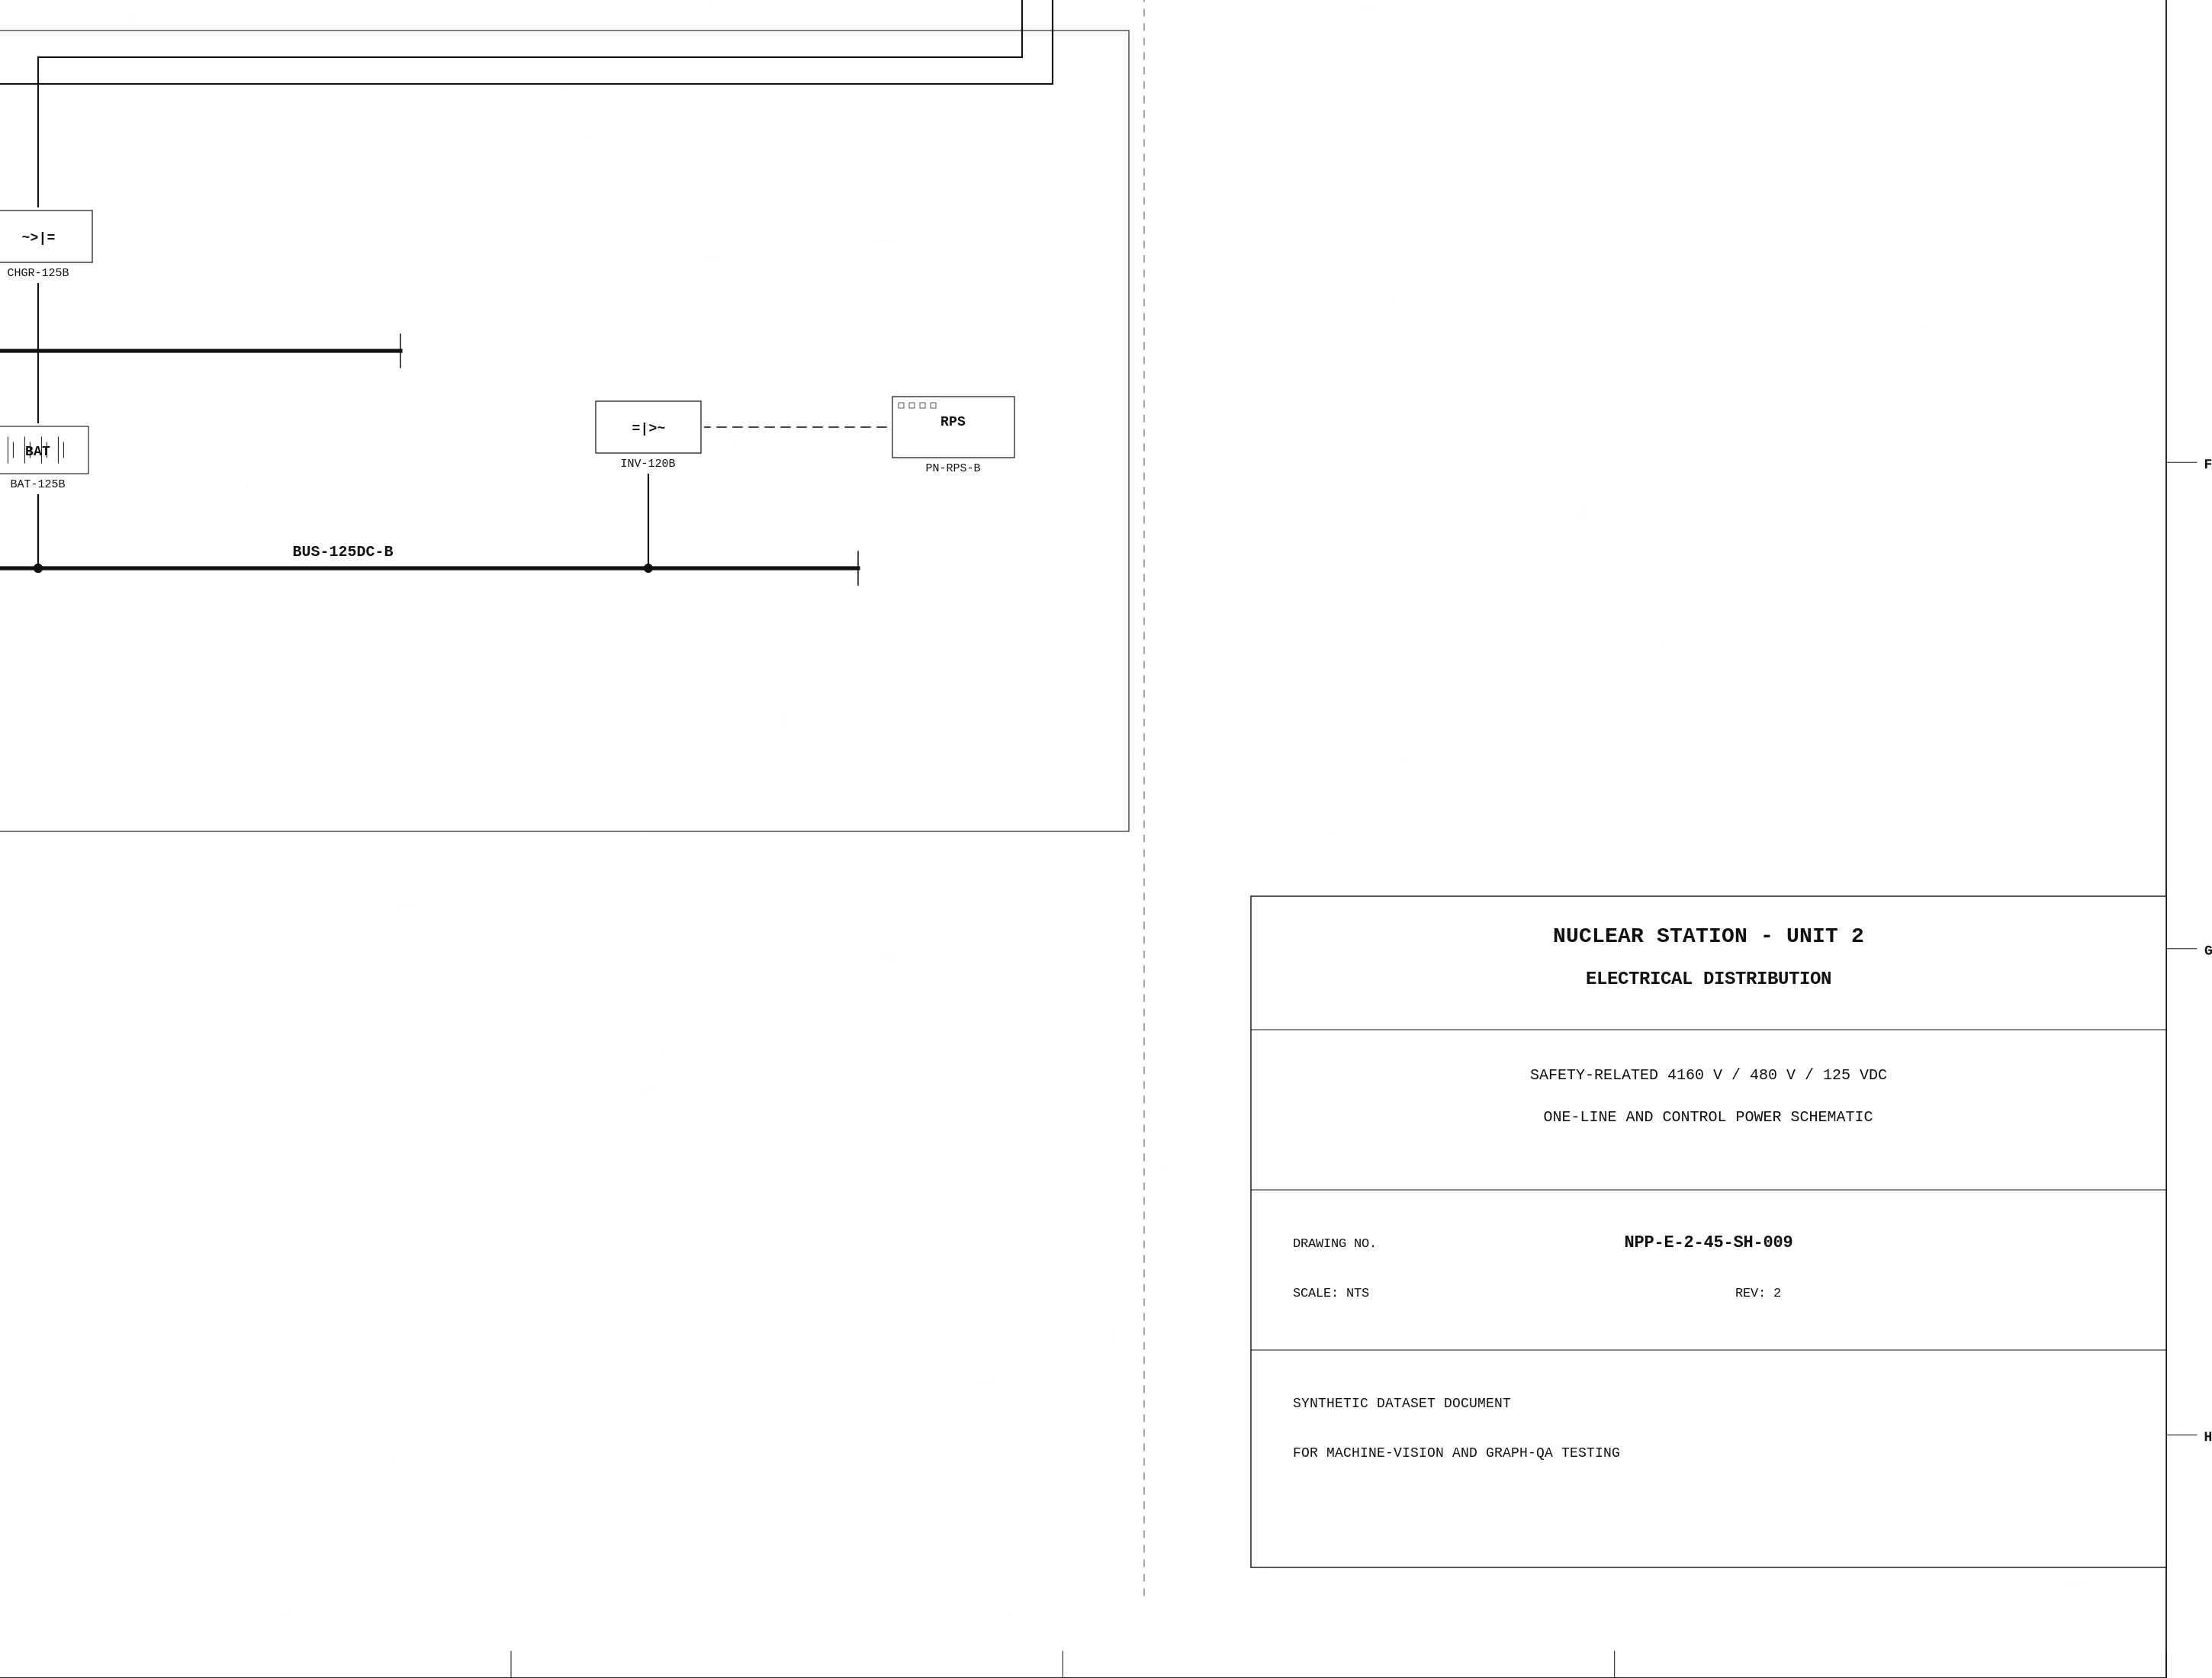 ~>|=
CHGR-125B
BAT
BAT-125B
=|>~
INV-120B
RPS
PN-RPS-B
BUS-125DC-B
F
G
H
NUCLEAR STATION - UNIT 2
ELECTRICAL DISTRIBUTION
SAFETY-RELATED 4160 V / 480 V / 125 VDC
ONE-LINE AND CONTROL POWER SCHEMATIC
DRAWING NO. NPP-E-2-45-SH-009
SCALE: NTS REV: 2
SYNTHETIC DATASET DOCUMENT
FOR MACHINE-VISION AND GRAPH-QA TESTING